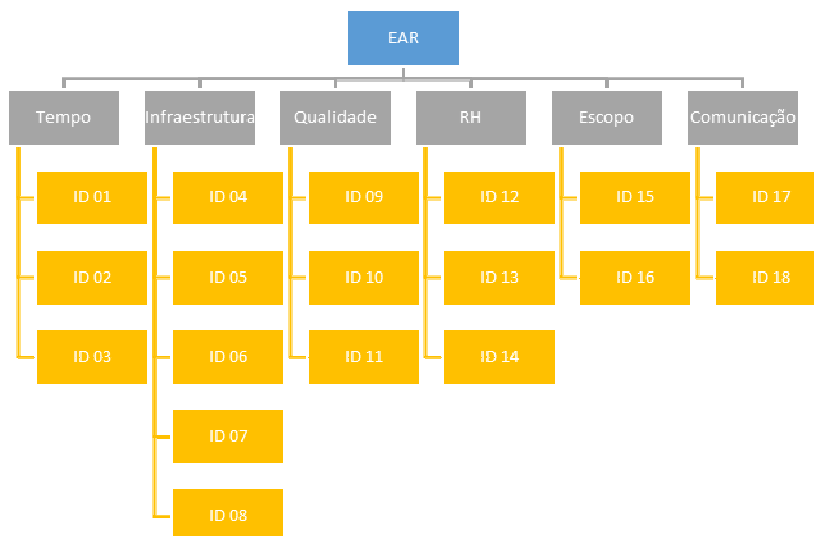 EAR
Tempo
Infraestrutura
Qualidade
RH
Escopo
Comunicação
ID 01
ID 04
ID 09
ID 12
ID 15
ID 17
ID 02
ID 05
ID 10
ID 13
ID 16
ID 18
ID 03
ID 06
ID 11
ID 14
ID 07
ID 08